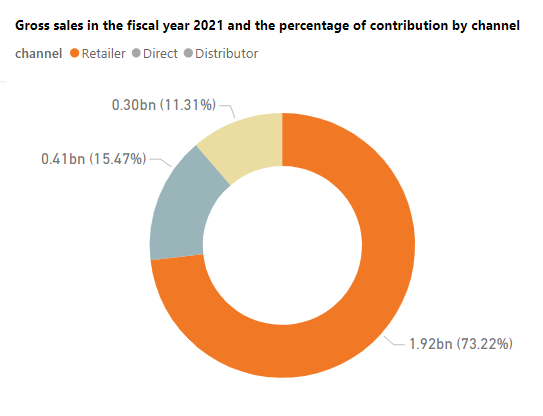 Gross sales in the fiscal year 2021 and the percentage of contribution by channel
channel Retailer Direct Distributor
0.30bn (11.31%)
0.41bn (15.47%)
1.92bn (73.22%)